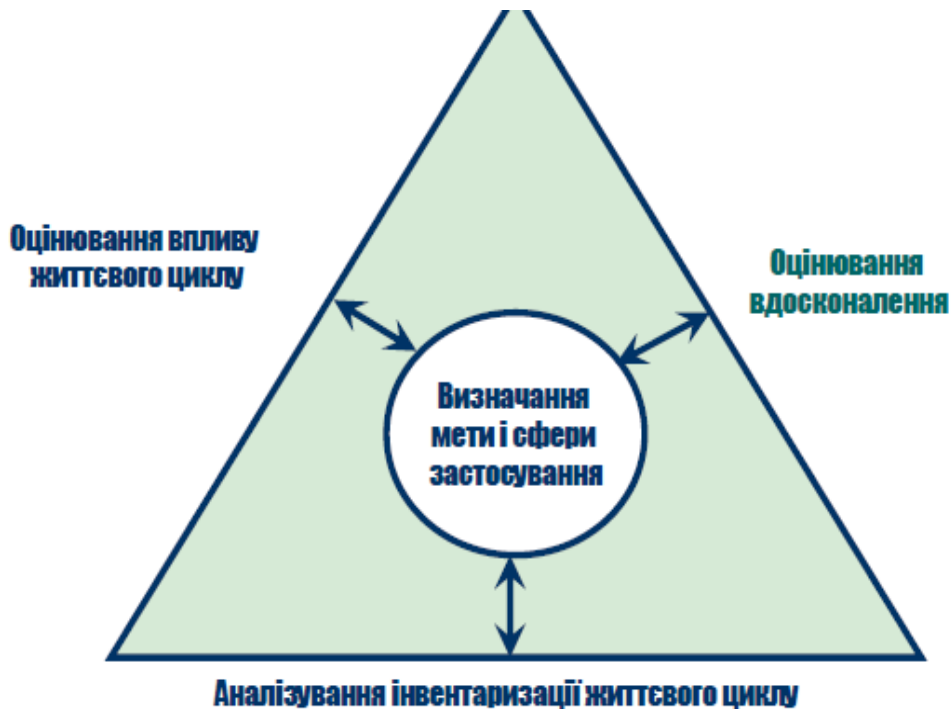 Оцінювання впливу
життєвого циклу
Оцінювання
вдосконалення
Визначання
мети і сфери
застосування
Аналізування інвентаризації життєвого циклу